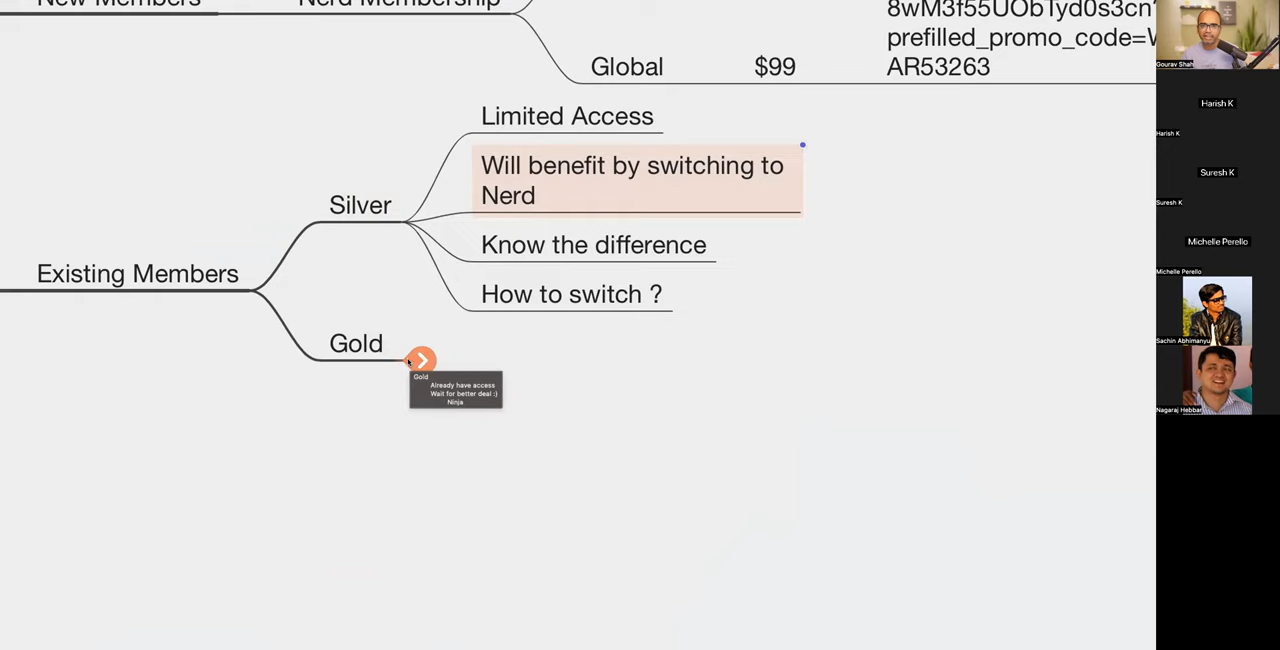 New Members
Nerd Membership
8wM3f55UObTyd0s3cn
prefilled_promo_code=
Global
$99
AR53263
Limited Access
Will benefit by switching to
Nerd
Silver
Know the difference
Existing Members
How to switch ?
Gold
Gold
Already have access
Wait for better deal :)
Ninja
Gourav Shah
Harish K
Harish K
Suresh K
Suresh K
Michelle Perello
Michelle Perello
Sachin Abhimanyu
Nagaraj Hebbar